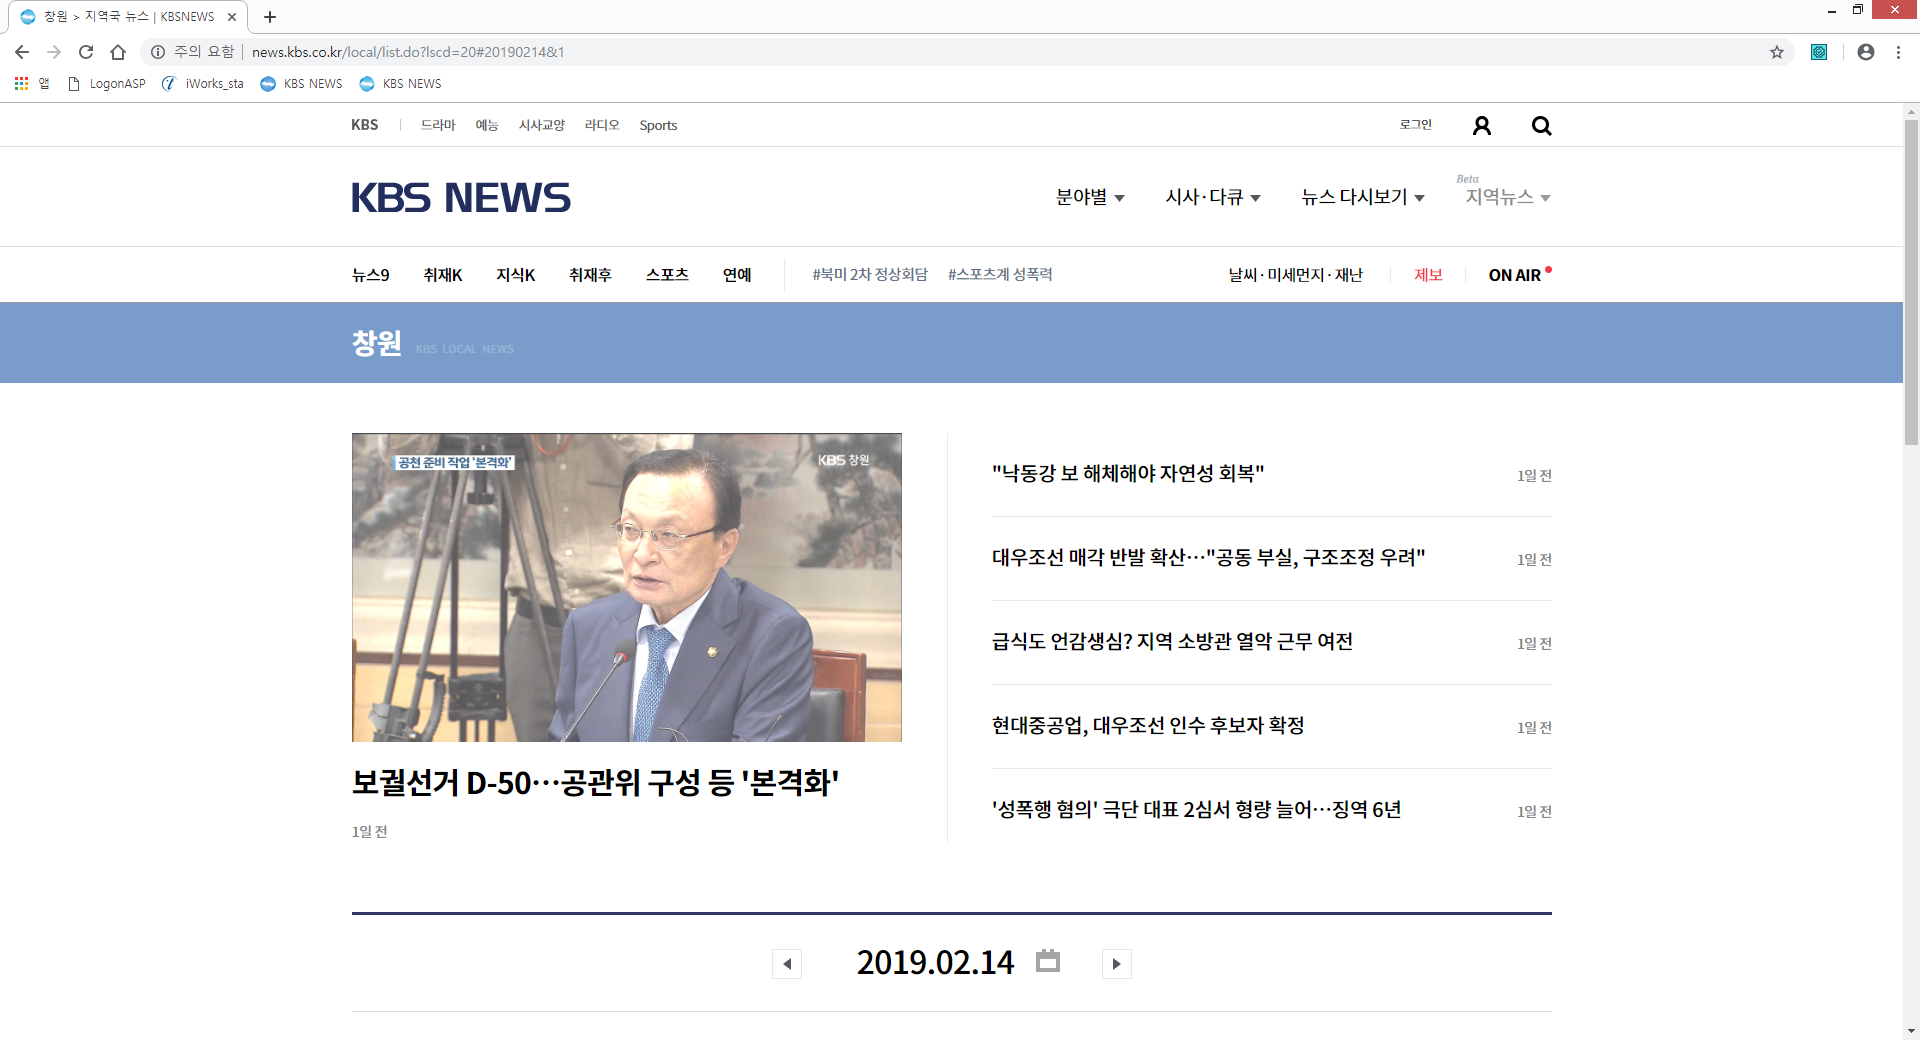 창원 > 지역국 뉴스 | KBSNEWS
주의 요함 | news.kbs.co.kr/local/list.do?lscd=20#20190214&1
앱 LogonASP iWorks_sta KBS NEWS KBS NEWS
KBS 드라마 예능 시사교양 라디오 Sports 로그인
KBS NEWS 분야별 시사·다큐 뉴스 다시보기 Beta 지역뉴스
뉴스9 취재K 지식K 취재후 스포츠 연예 #북미 2차 정상회담 #스포츠계 성폭력 날씨·미세먼지·재난 제보 ON AIR
창원 KBS LOCAL NEWS
공천 준비 작업 '본격화' KBS 창원
보궐선거 D-50…공관위 구성 등 '본격화'
1일 전
"낙동강 보 해체해야 자연성 회복" 1일 전
대우조선 매각 반발 확산…"공동 부실, 구조조정 우려" 1일 전
급식도 언감생심? 지역 소방관 열악 근무 여전 1일 전
현대중공업, 대우조선 인수 후보자 확정 1일 전
'성폭행 혐의' 극단 대표 2심서 형량 늘어…징역 6년 1일 전
2019.02.14